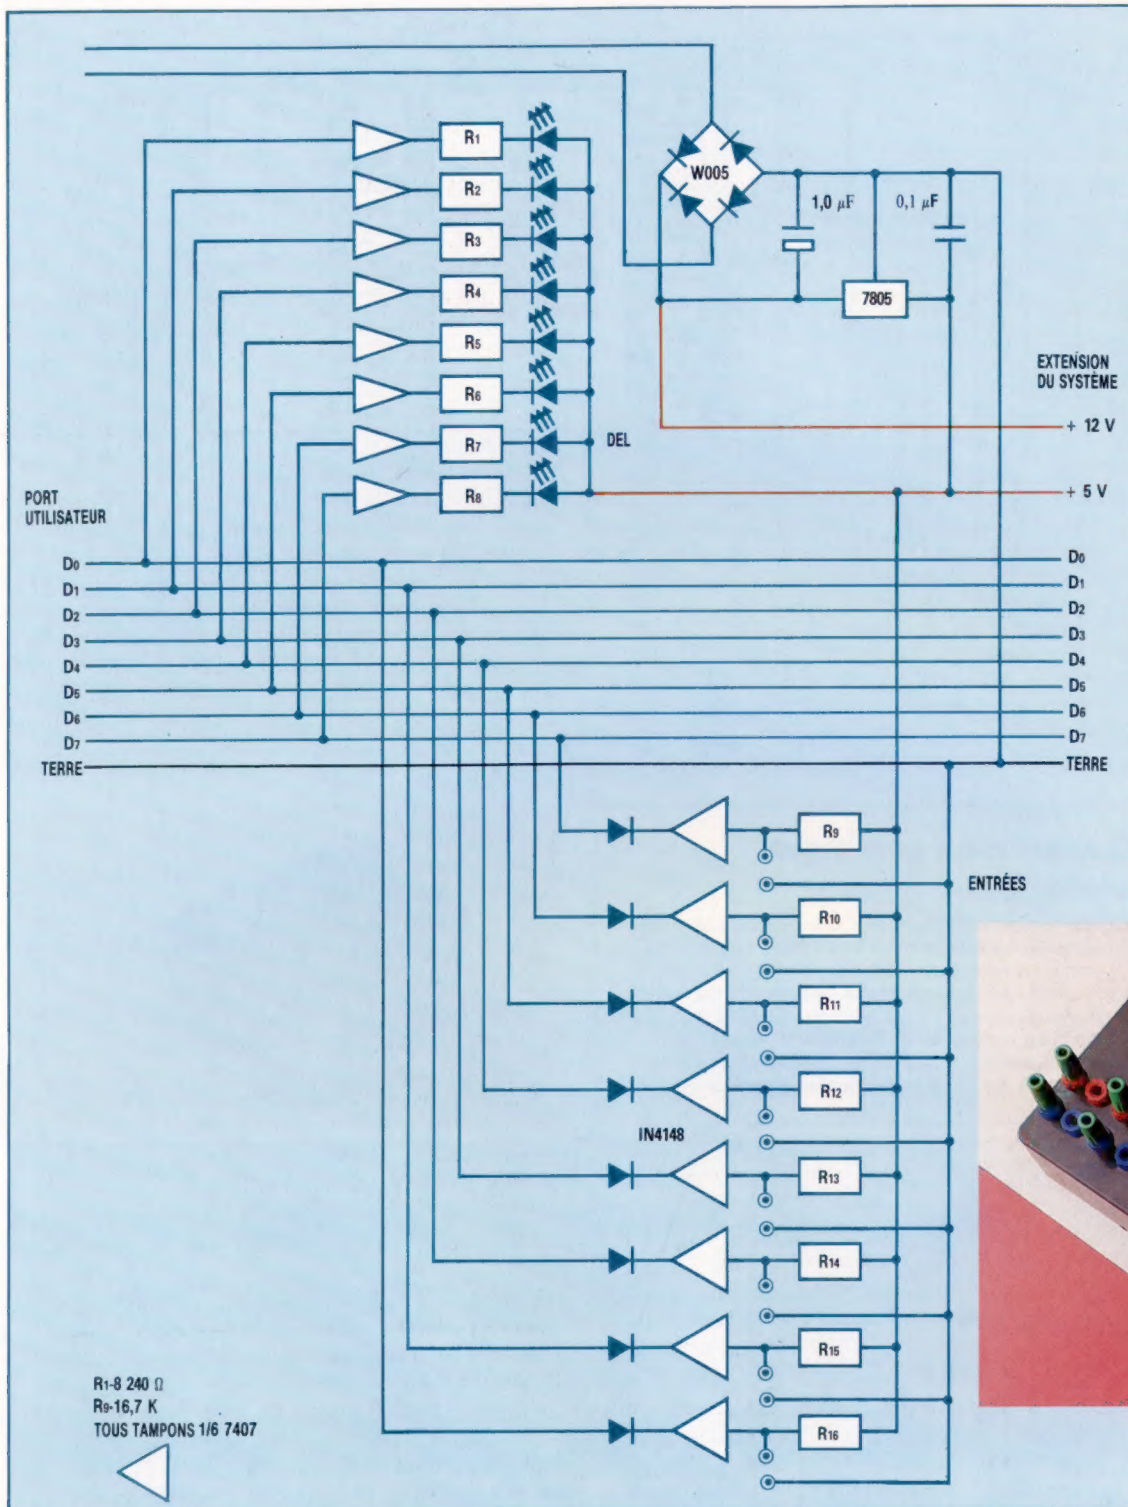 R1
R2
R3
R4
R5
R6
R7
R8
DEL
W005
1,0 µF
0,1 µF
7805
EXTENSION
DU SYSTÈME
+ 12 V
+ 5 V
PORT
UTILISATEUR
D0
D1
D2
D3
D4
D5
D6
D7
TERRE
D0
D1
D2
D3
D4
D5
D6
D7
TERRE
R9
ENTRÉES
R10
R11
R12
IN4148
R13
R14
R15
R16
R1-8 240 Ω
R9-16,7 K
TOUS TAMPONS 1/6 7407